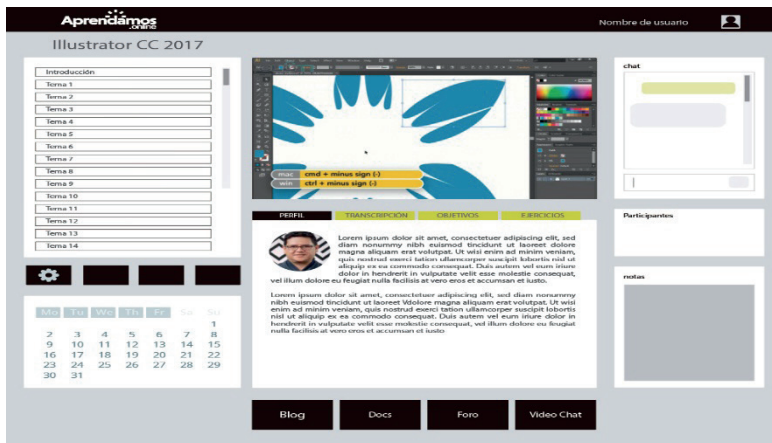 Aprendámos
.online
Nombre de usuario
Illustrator CC 2017
Introducción
Tema 1
Tema 2
Tema 3
Tema 4
Tema 5
Tema 6
Tema 7
Tema 8
Tema 9
Tema 10
Tema 11
Tema 12
Tema 13
Tema 14
Mo Tu We Th Fr Sa Su
1
2 3 4 5 6 7 8
9 10 11 12 13 14 15
16 17 18 19 20 21 22
23 24 25 26 27 28 29
30 31
mac cmd + minus sign (-)
win ctrl + minus sign (-)
PERFIL TRANSCRIPCIÓN OBJETIVOS EJERCICIOS
Lorem ipsum dolor sit amet, consectetuer adipiscing elit, sed
diam nonummy nibh euismod tincidunt ut laoreet dolore
magna aliquam erat volutpat. Ut wisi enim ad minim veniam,
quis nostrud exerci tation ullamcorper suscipit lobortis nisl ut
aliquip ex ea commodo consequat. Duis autem vel eum iriure
dolor in hendrerit in vulputate velit esse molestie consequat,
vel illum dolore eu feugiat nulla facilisis at vero eros et accumsan et iusto.
Lorem ipsum dolor sit amet, consectetuer adipiscing elit, sed diam nonummy
nibh euismod tincidunt ut laoreet Vdolore magna aliquam erat volutpat. Ut wisi
enim ad minim veniam, quis nostrud exerci tation ullamcorper suscipit lobortis
nisl ut aliquip ex ea commodo consequat. Duis autem vel eum iriure dolor in
hendrerit in vulputate velit esse molestie consequat, vel illum dolore eu feugiat
nulla facilisis at vero eros et accumsan et iusto
Blog Docs Foro Video Chat
chat
Participantes
notas